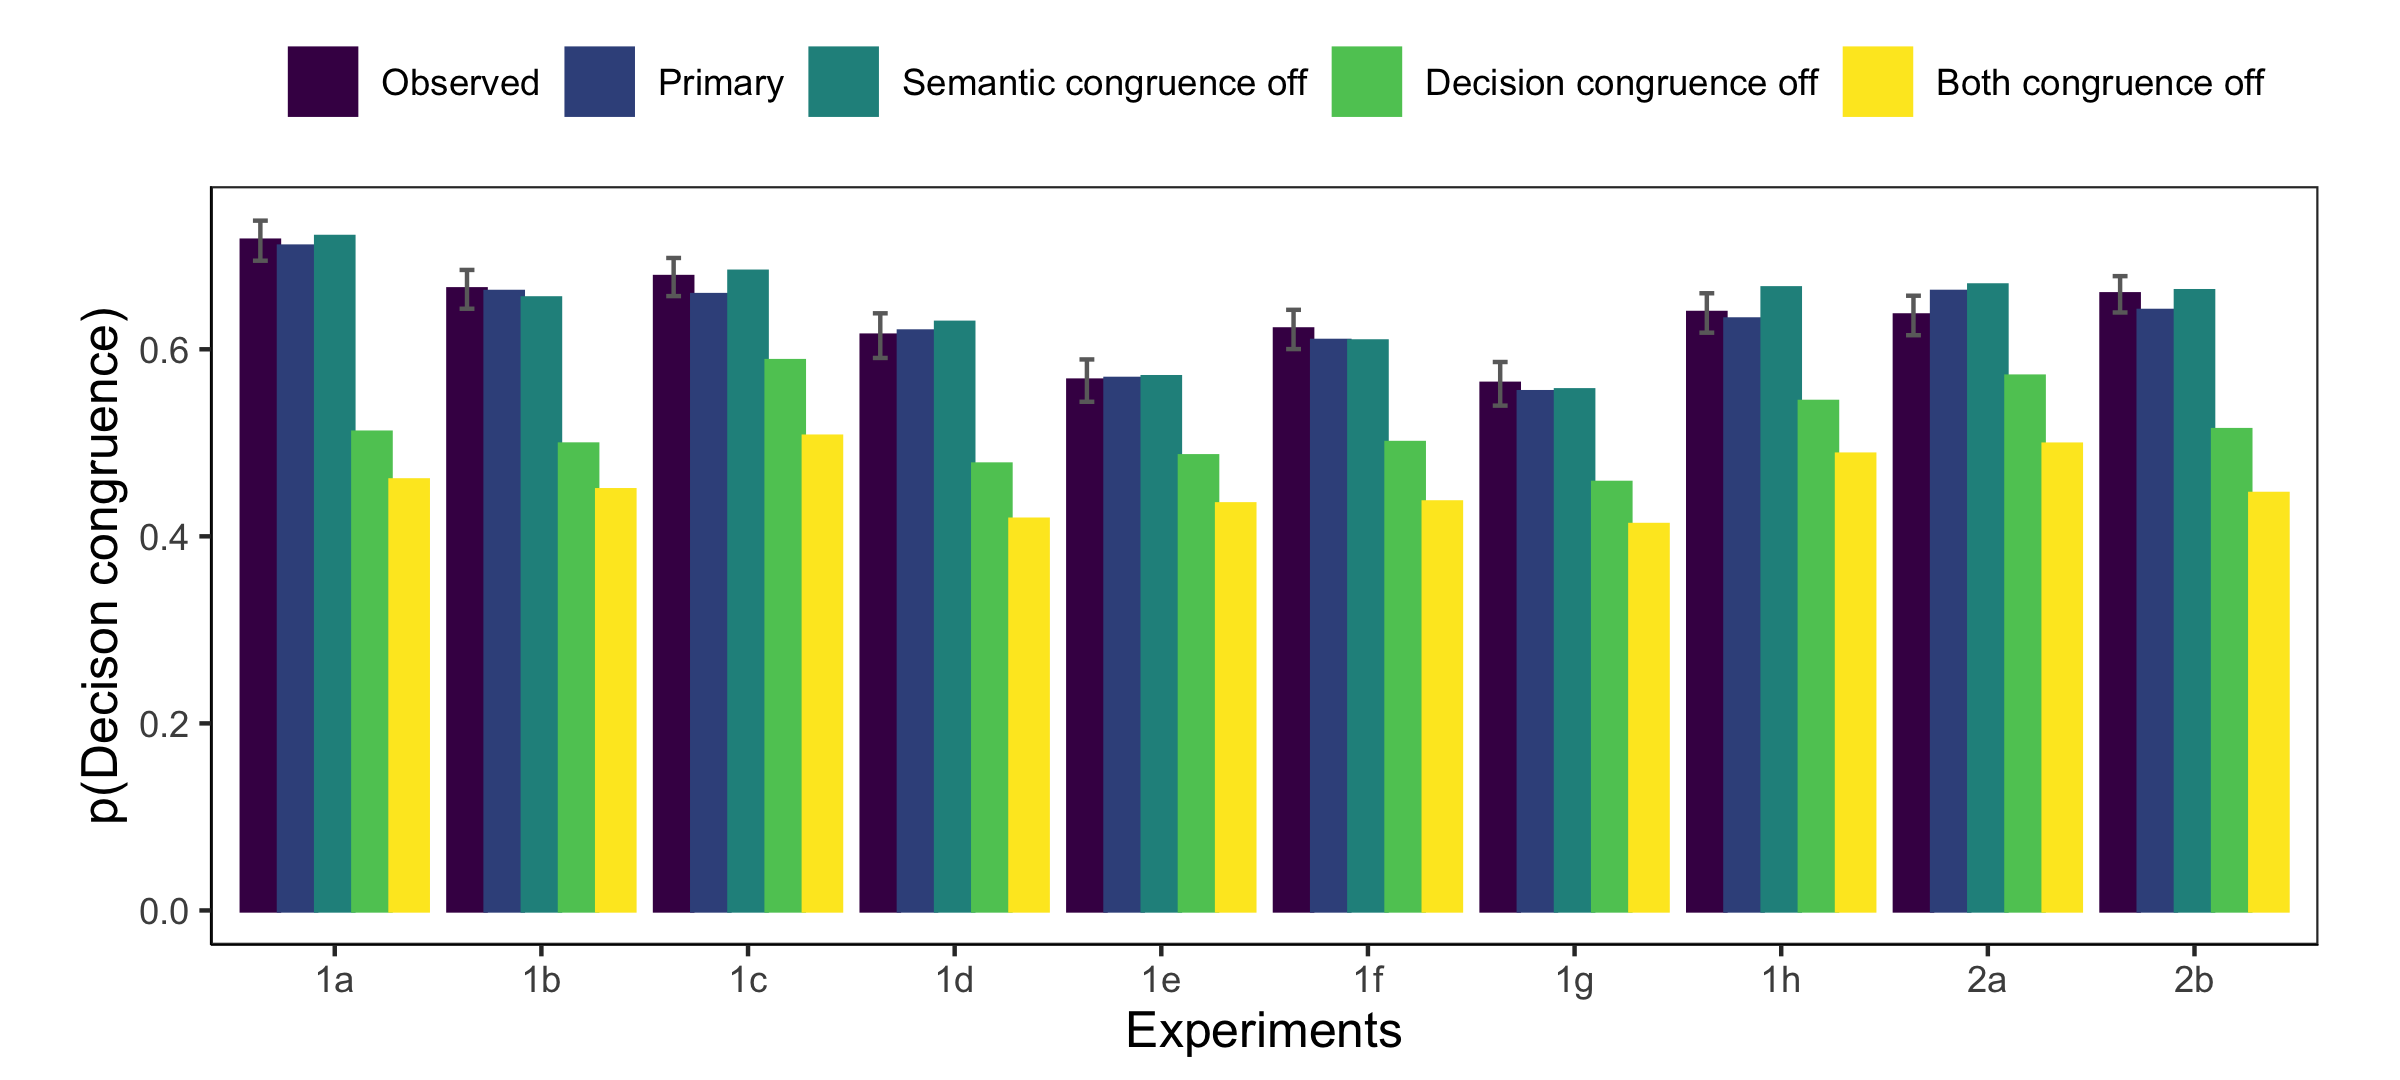 Observed Primary Semantic congruence off Decision congruence off Both congruence off
p(Decison congruence)
0.6
0.4
0.2
0.0
1a 1b 1c 1d 1e 1f 1g 1h 2a 2b
Experiments